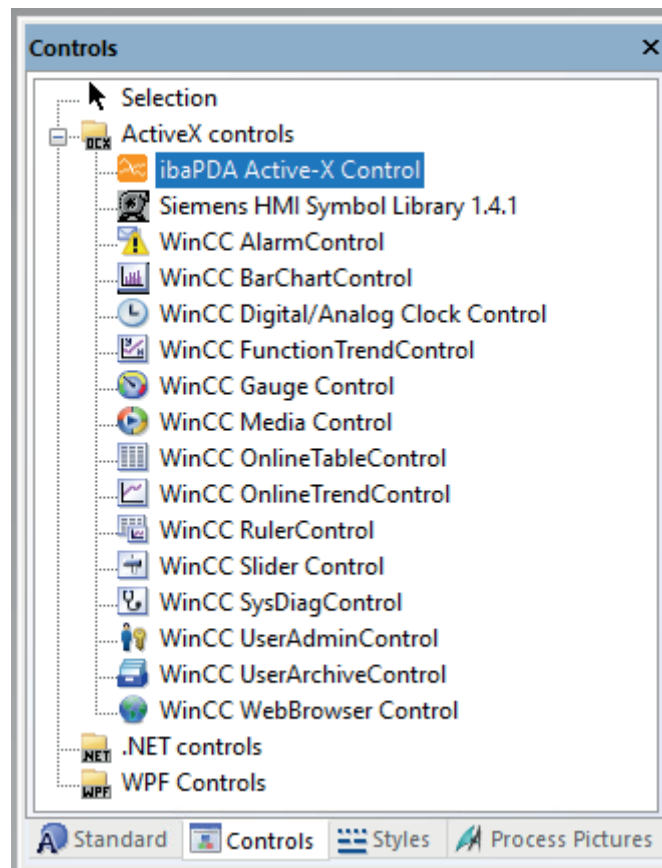 Controls
Selection
OCX ActiveX controls
ibaPDA Active-X Control
Siemens HMI Symbol Library 1.4.1
WinCC AlarmControl
WinCC BarChartControl
WinCC Digital/Analog Clock Control
WinCC FunctionTrendControl
WinCC Gauge Control
WinCC Media Control
WinCC OnlineTableControl
WinCC OnlineTrendControl
WinCC RulerControl
WinCC Slider Control
WinCC SysDiagControl
WinCC UserAdminControl
WinCC UserArchiveControl
WinCC WebBrowser Control
.NET .NET controls
WPF WPF Controls
Standard Controls Styles Process Pictures